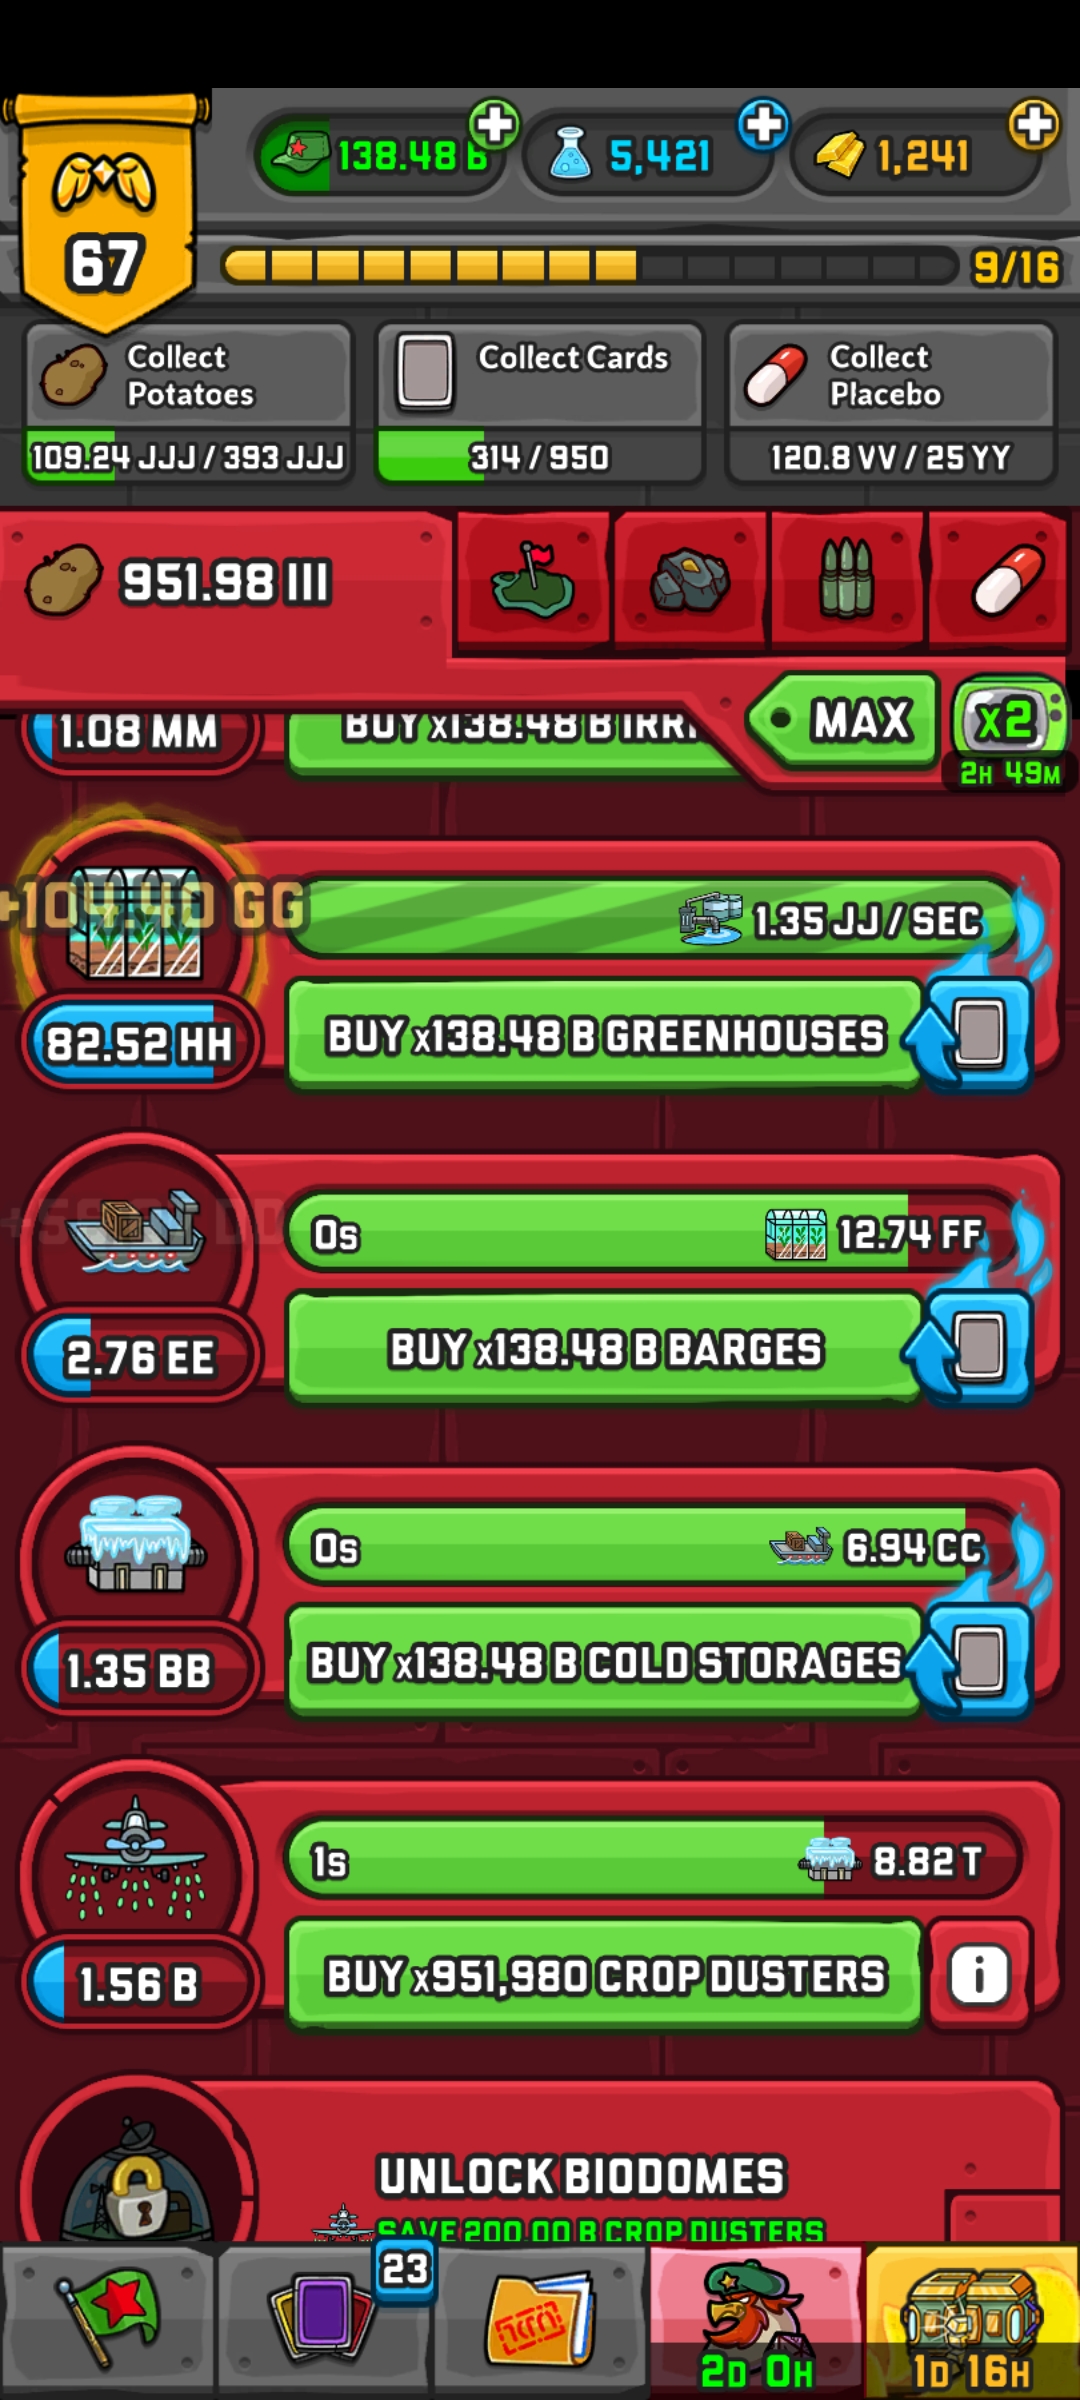 138.48 B
5,421
1,241
67
9/16
Collect
Potatoes
Collect Cards
Collect
Placebo
109.24 JJJ / 393 JJJ
314 / 950
120.8 VV / 25 YY
951.98 III
MAX
x2
2H 49M
1.08 MM
BUY x138.48 B IRRI
+104.40 GG
1.35 JJ / SEC
82.52 HH
BUY x138.48 B GREENHOUSES
0s
12.74 FF
2.76 EE
BUY x138.48 B BARGES
0s
6.94 CC
1.35 BB
BUY x138.48 B COLD STORAGES
1s
8.82 T
1.56 B
BUY x951,980 CROP DUSTERS
i
UNLOCK BIODOMES
SAVE 200.00 B CROP DUSTERS
23
2D 0H
1D 16H